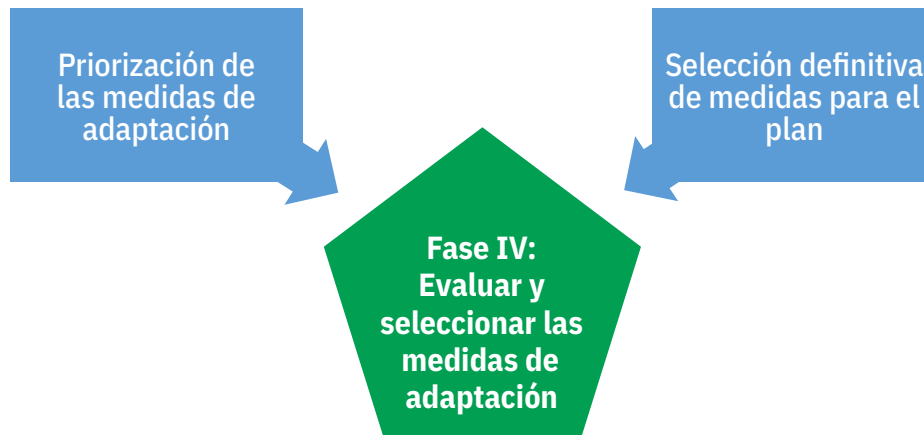 Priorización de
las medidas de
adaptación
Selección definitiva
de medidas para el
plan
Fase IV:
Evaluar y
seleccionar las
medidas de
adaptación